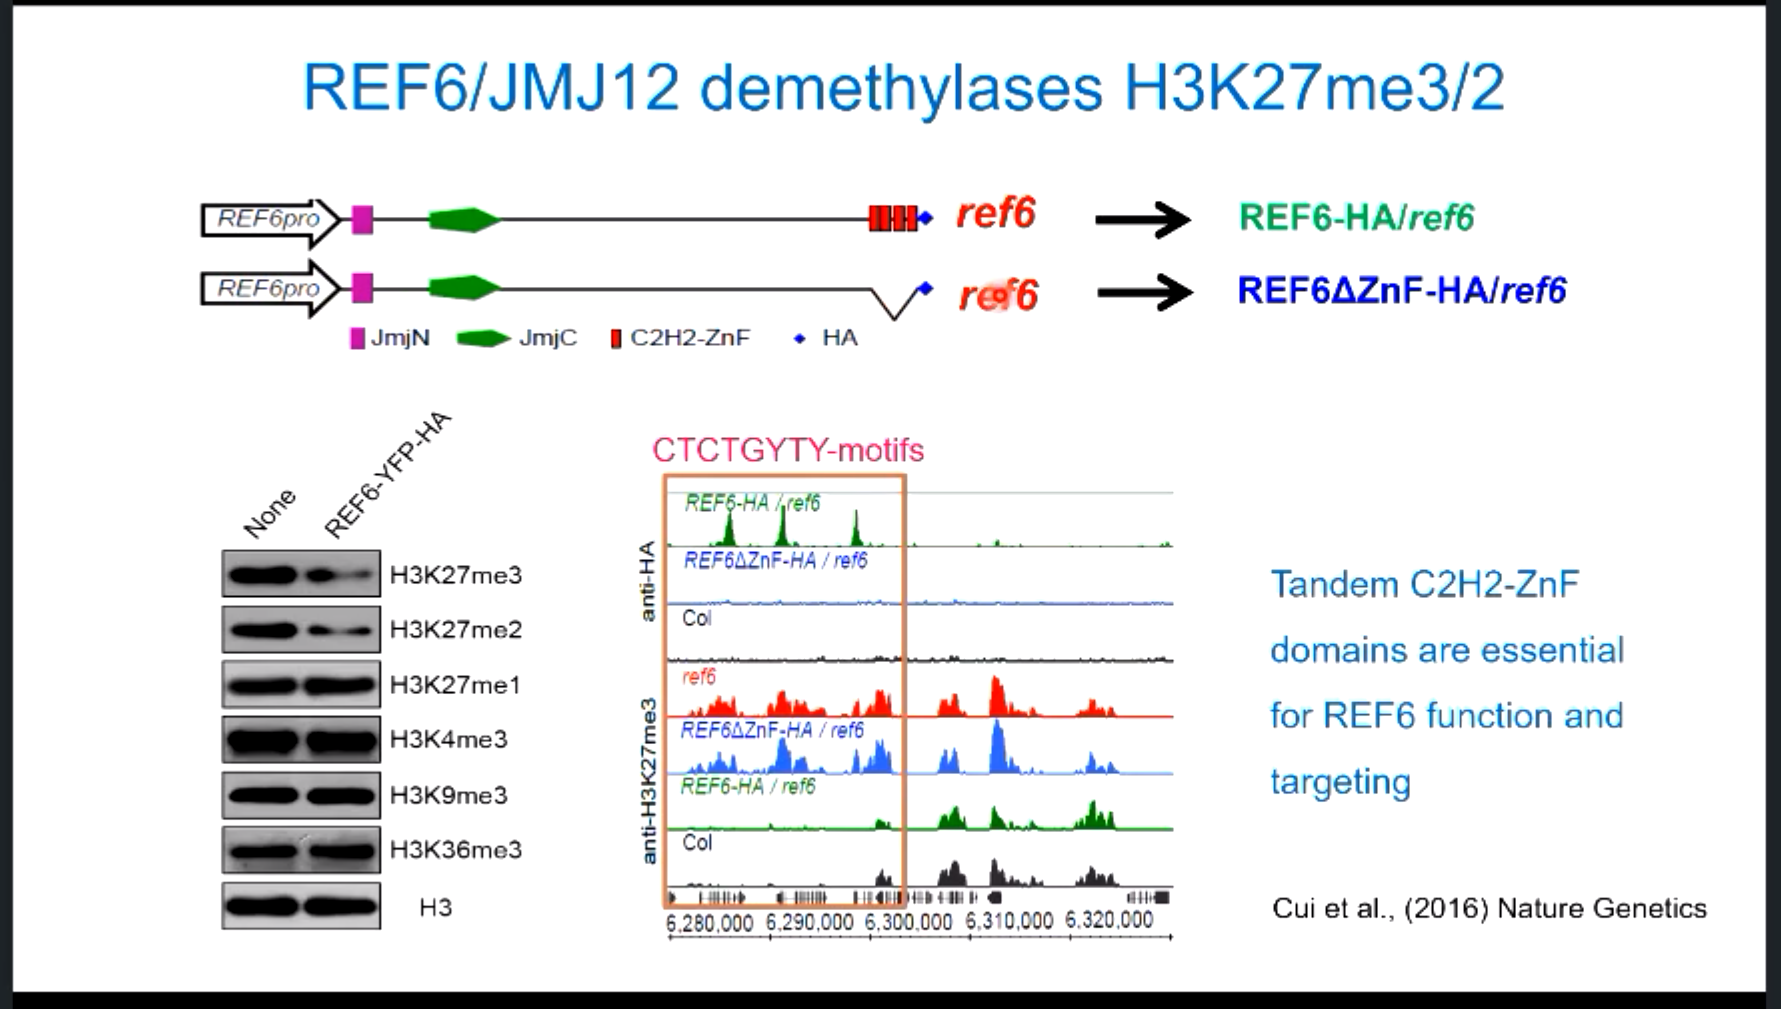 REF6/JMJ12 demethylases H3K27me3/2
REF6pro ref6 REF6-HA/ref6
REF6pro ref6 REF6ΔZnF-HA/ref6
JmjN JmjC C2H2-ZnF HA
None REF6-YFP-HA
H3K27me3
H3K27me2
H3K27me1
H3K4me3
H3K9me3
H3K36me3
H3
CTCTGYTY-motifs
anti-HA
REF6-HA / ref6
REF6ΔZnF-HA / ref6
Col
anti-H3K27me3
ref6
REF6ΔZnF-HA / ref6
REF6-HA / ref6
Col
6,280,000 6,290,000 6,300,000 6,310,000 6,320,000
Tandem C2H2-ZnF
domains are essential
for REF6 function and
targeting
Cui et al., (2016) Nature Genetics